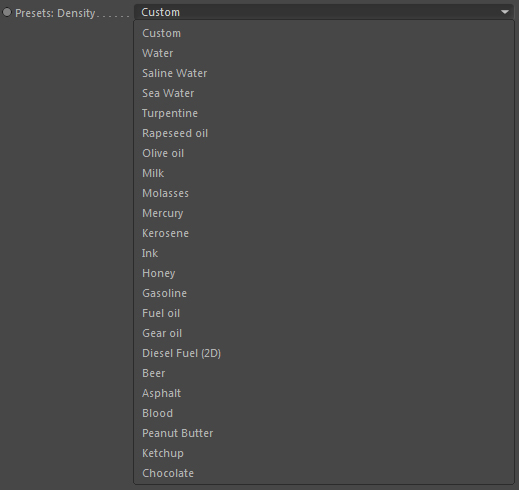 Presets: Density . . . . . . Custom
Custom
Water
Saline Water
Sea Water
Turpentine
Rapeseed oil
Olive oil
Milk
Molasses
Mercury
Kerosene
Ink
Honey
Gasoline
Fuel oil
Gear oil
Diesel Fuel (2D)
Beer
Asphalt
Blood
Peanut Butter
Ketchup
Chocolate